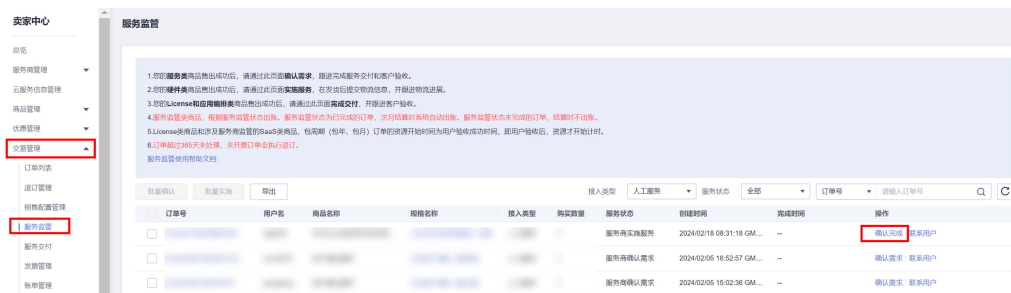 卖家中心
总览
服务商管理
云服务信息管理
商品管理
优惠管理
交易管理
订单列表
退订管理
销售配置管理
服务监管
服务交付
发票管理
账单管理
服务监管
1.您的服务类商品售出成功后，请通过此页面确认需求，跟进完成服务交付和客户验收。
2.您的硬件类商品售出成功后，请通过此页面实施服务，在发货后提交物流信息，并跟进物流进展。
3.您的License和应用编排类商品售出成功后，请通过此页面完成交付，并跟进客户验收。
4.服务监管类商品，根据服务监管状态出账。服务监管状态为已完成的订单，次月结算时系统自动出账。服务监管状态未完成的订单，结算时不出账。
5.License类商品和涉及服务商监管的SaaS类商品，包周期（包年、包月）订单的资源开始时间为用户验收成功时间，即用户验收后，资源才开始计时。
6.订单超过365天未处理，未开票订单会执行退订。
服务监管使用帮助文档
批量确认 批量实施 导出 接入类型 人工服务 服务状态 全部 订单号 请输入订单号
订单号 用户名 商品名称 规格名称 接入类型 购买数量 服务状态 创建时间 完成时间 操作
服务商实施服务 2024/02/18 08:31:18 GM... -- 确认完成 联系用户
服务商确认需求 2024/02/05 16:52:57 GM... -- 确认需求 联系用户
服务商确认需求 2024/02/05 15:02:36 GM... -- 确认需求 联系用户